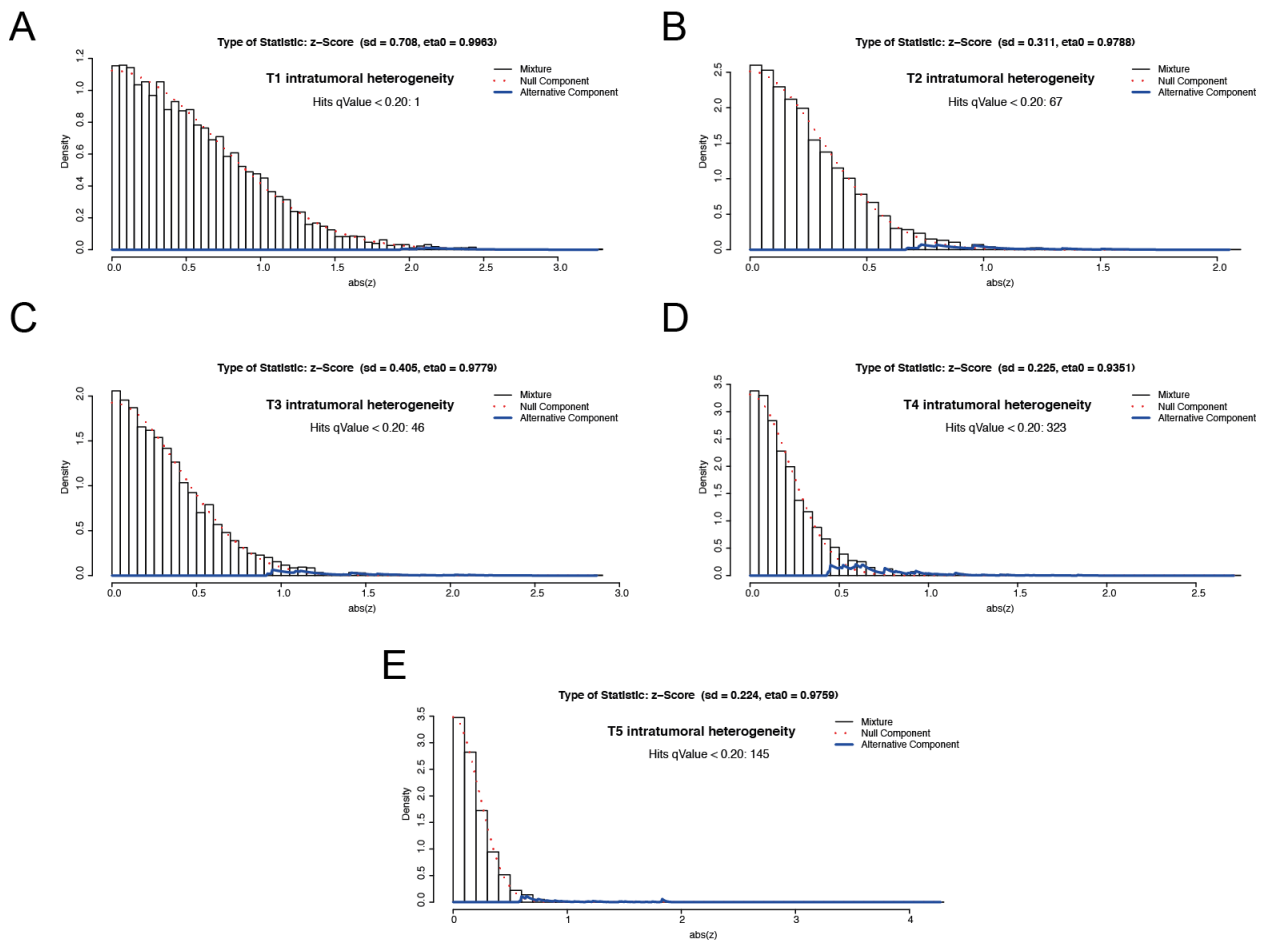 A
Type of Statistic: z−Score (sd = 0.708, eta0 = 0.9963)
T1 intratumoral heterogeneity
Hits qValue < 0.20: 1
Mixture
Null Component
Alternative Component
Density
0.0 0.2 0.4 0.6 0.8 1.0 1.2
0.0 0.5 1.0 1.5 2.0 2.5 3.0
abs(z)
B
Type of Statistic: z−Score (sd = 0.311, eta0 = 0.9788)
T2 intratumoral heterogeneity
Hits qValue < 0.20: 67
Mixture
Null Component
Alternative Component
Density
0.0 0.5 1.0 1.5 2.0 2.5
0.0 0.5 1.0 1.5 2.0
abs(z)
C
Type of Statistic: z−Score (sd = 0.405, eta0 = 0.9779)
T3 intratumoral heterogeneity
Hits qValue < 0.20: 46
Mixture
Null Component
Alternative Component
Density
0.0 0.5 1.0 1.5 2.0
0.0 0.5 1.0 1.5 2.0 2.5 3.0
abs(z)
D
Type of Statistic: z−Score (sd = 0.225, eta0 = 0.9351)
T4 intratumoral heterogeneity
Hits qValue < 0.20: 323
Mixture
Null Component
Alternative Component
Density
0.0 0.5 1.0 1.5 2.0 2.5 3.0 3.5
0.0 0.5 1.0 1.5 2.0 2.5
abs(z)
E
Type of Statistic: z−Score (sd = 0.224, eta0 = 0.9759)
T5 intratumoral heterogeneity
Hits qValue < 0.20: 145
Mixture
Null Component
Alternative Component
Density
0.0 0.5 1.0 1.5 2.0 2.5 3.0 3.5
0 1 2 3 4
abs(z)